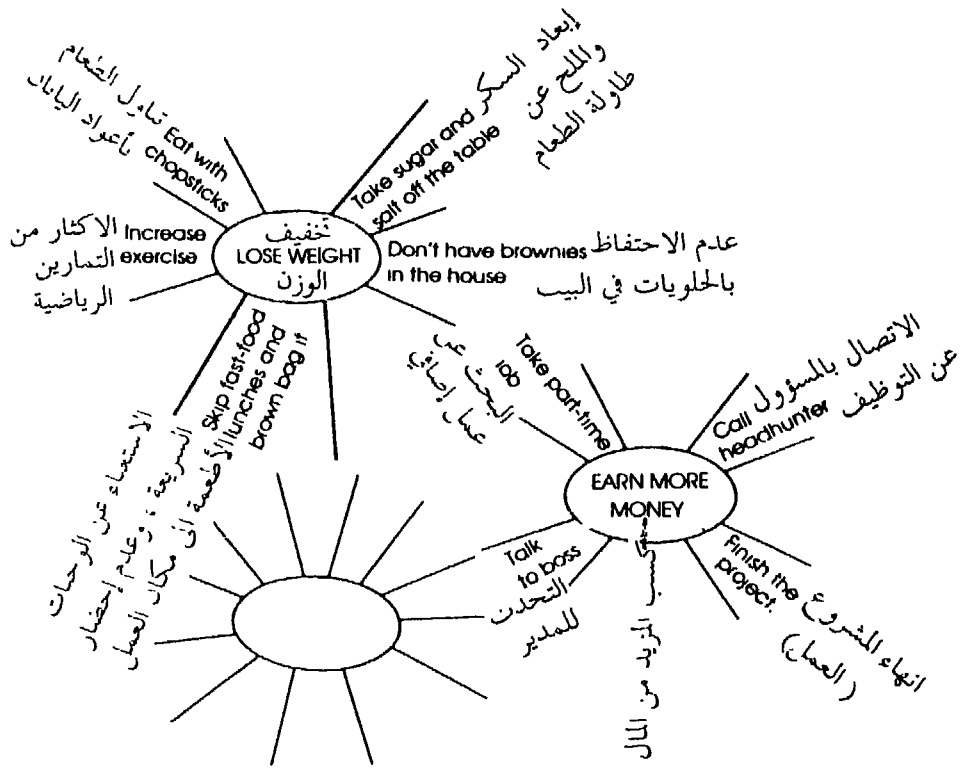 تناول الطعام
بأعواد اليابان
Eat with
chopsticks
إبعاد السكر
والملح عن
طاولة الطعام
Take sugar and
salt off the table
الاكثار من
التمارين
الرياضية
Increase
exercise
تخفيف
LOSE WEIGHT
الوزن
Don't have brownies
in the house
عدم الاحتفاظ
بالحلويات في البيت
Skip fast-food
lunches and
brown bag it
الاستغناء عن الوجبات
السريعة، وعدم إحضار
الأطعمة إلى مكان العمل
Take part-time
job
البحث عن
عمل إضافي
Call
headhunter
الاتصال بالمسؤول
عن التوظيف
EARN MORE
MONEY
كسب المزيد من المال
Talk
to boss
التحدث
للمدير
Finish the
project.
انهاء المشروع
(العمل)